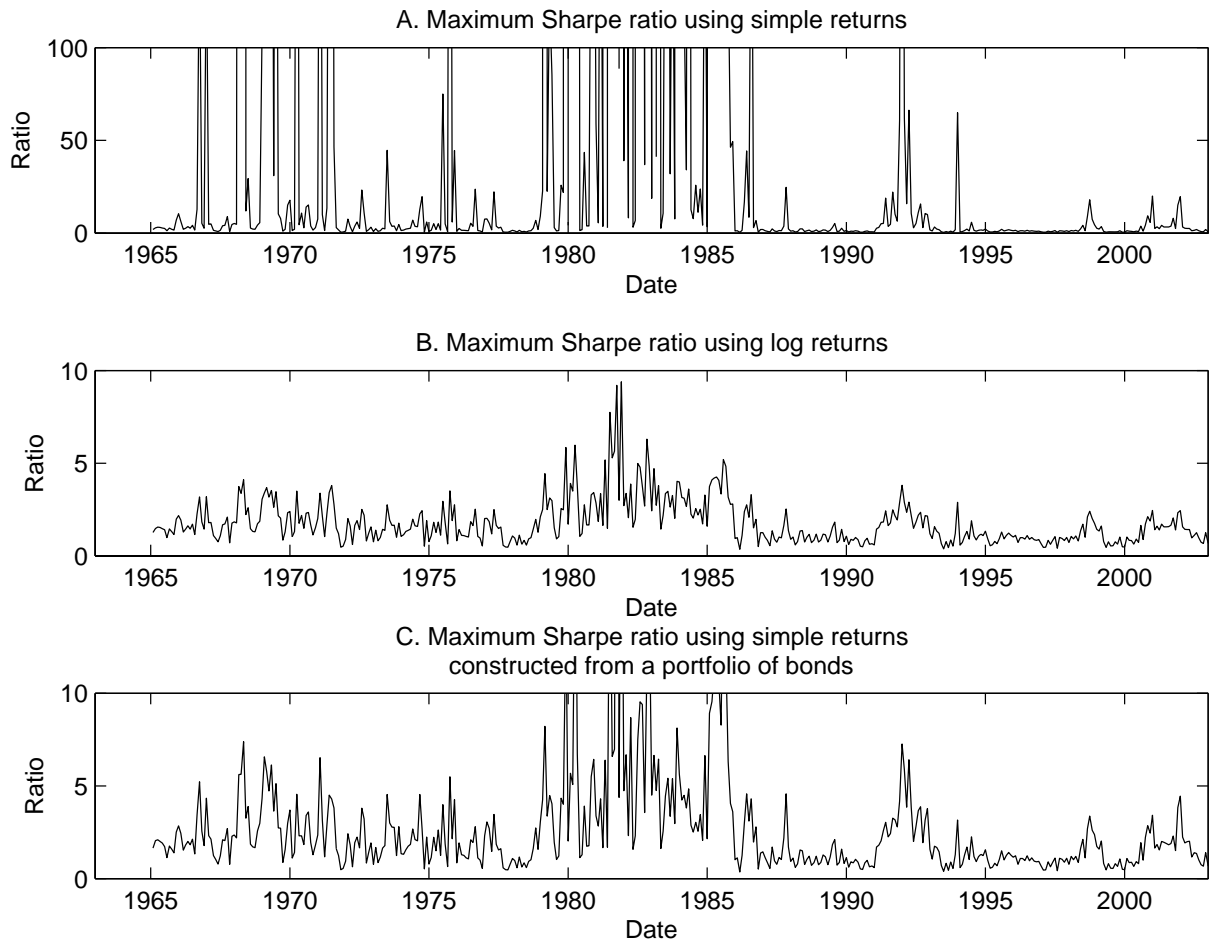 A. Maximum Sharpe ratio using simple returns
100
50
0
Ratio
1965 1970 1975 1980 1985 1990 1995 2000
Date
B. Maximum Sharpe ratio using log returns
10
5
0
Ratio
1965 1970 1975 1980 1985 1990 1995 2000
Date
C. Maximum Sharpe ratio using simple returns
constructed from a portfolio of bonds
10
5
0
Ratio
1965 1970 1975 1980 1985 1990 1995 2000
Date